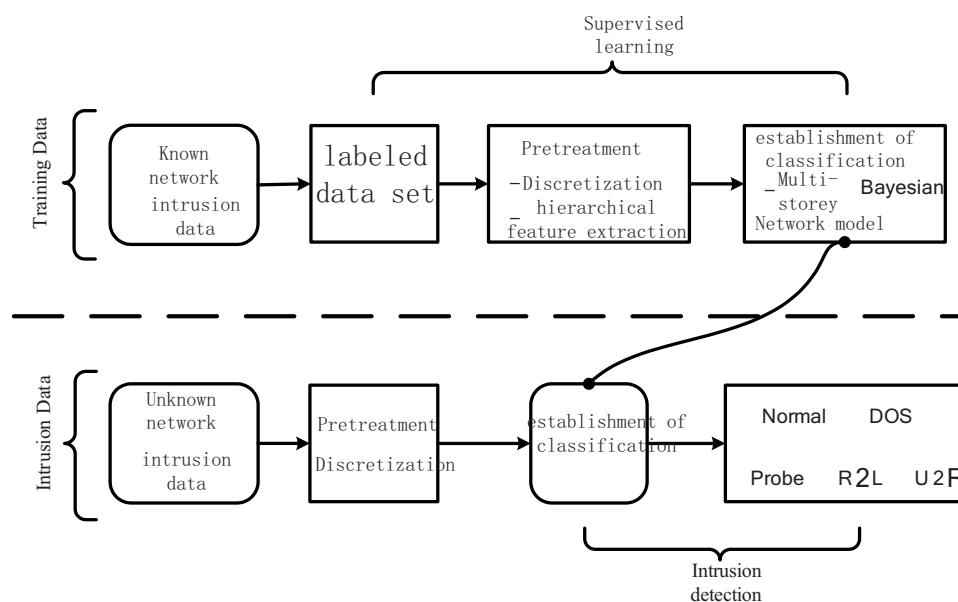 Supervised
learning
Training Data
Known
network
intrusion
data
labeled
data set
Pretreatment
-Discretization
- hierarchical
feature extraction
establishment of
classification
- Multi-
storey
Bayesian
Network model
Intrusion Data
Unknown
network
intrusion
data
Pretreatment
Discretization
establishment of
classification
Normal DOS
Probe R2L U2R
Intrusion
detection